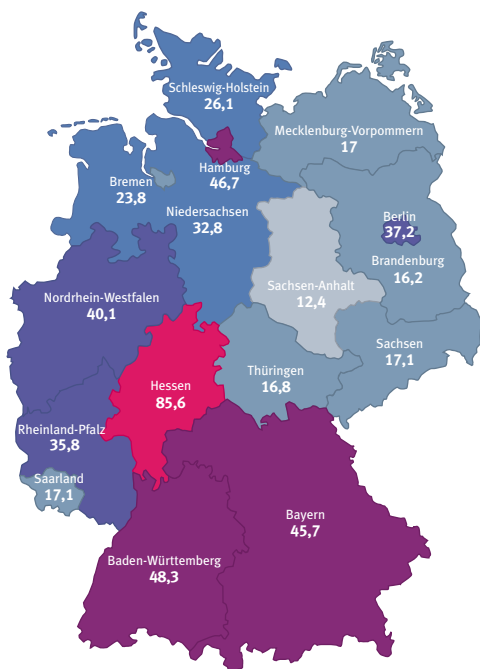 Schleswig-Holstein
26,1
Mecklenburg-Vorpommern
17
Hamburg
46,7
Bremen
23,8
Niedersachsen
32,8
Berlin
37,2
Brandenburg
16,2
Sachsen-Anhalt
12,4
Nordrhein-Westfalen
40,1
Sachsen
17,1
Thüringen
16,8
Hessen
85,6
Rheinland-Pfalz
35,8
Saarland
17,1
Bayern
45,7
Baden-Württemberg
48,3